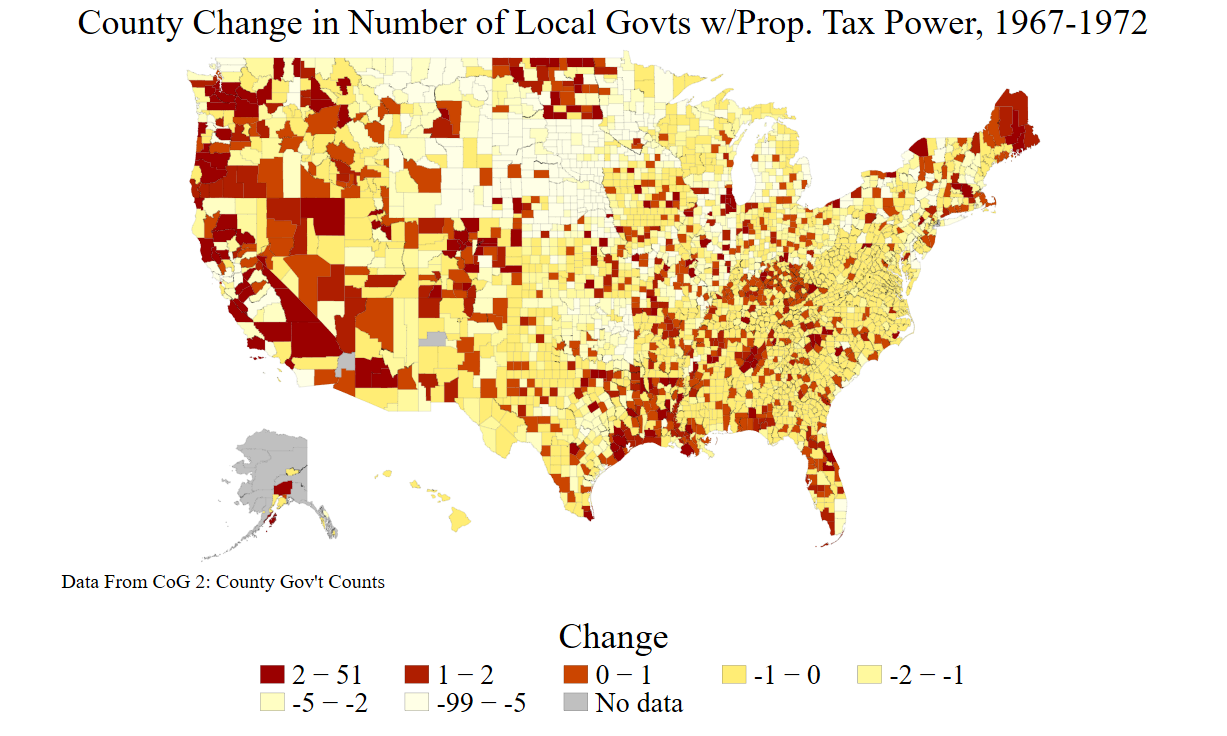 County Change in Number of Local Govts w/Prop. Tax Power, 1967-1972
Data From CoG 2: County Gov't Counts
Change
2 − 51 1 − 2 0 − 1 -1 − 0 -2 − -1
-5 − -2 -99 − -5 No data